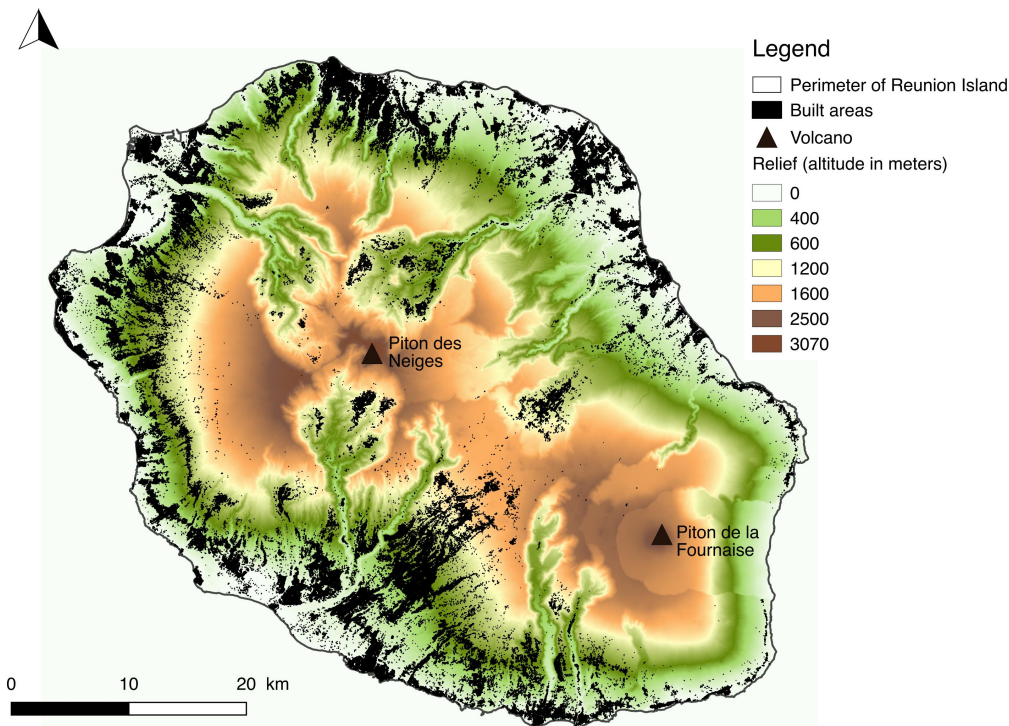 Legend
Perimeter of Reunion Island
Built areas
Volcano
Relief (altitude in meters)
0
400
600
1200
1600
2500
3070
Piton des
Neiges
Piton de la
Fournaise
0 10 20 km